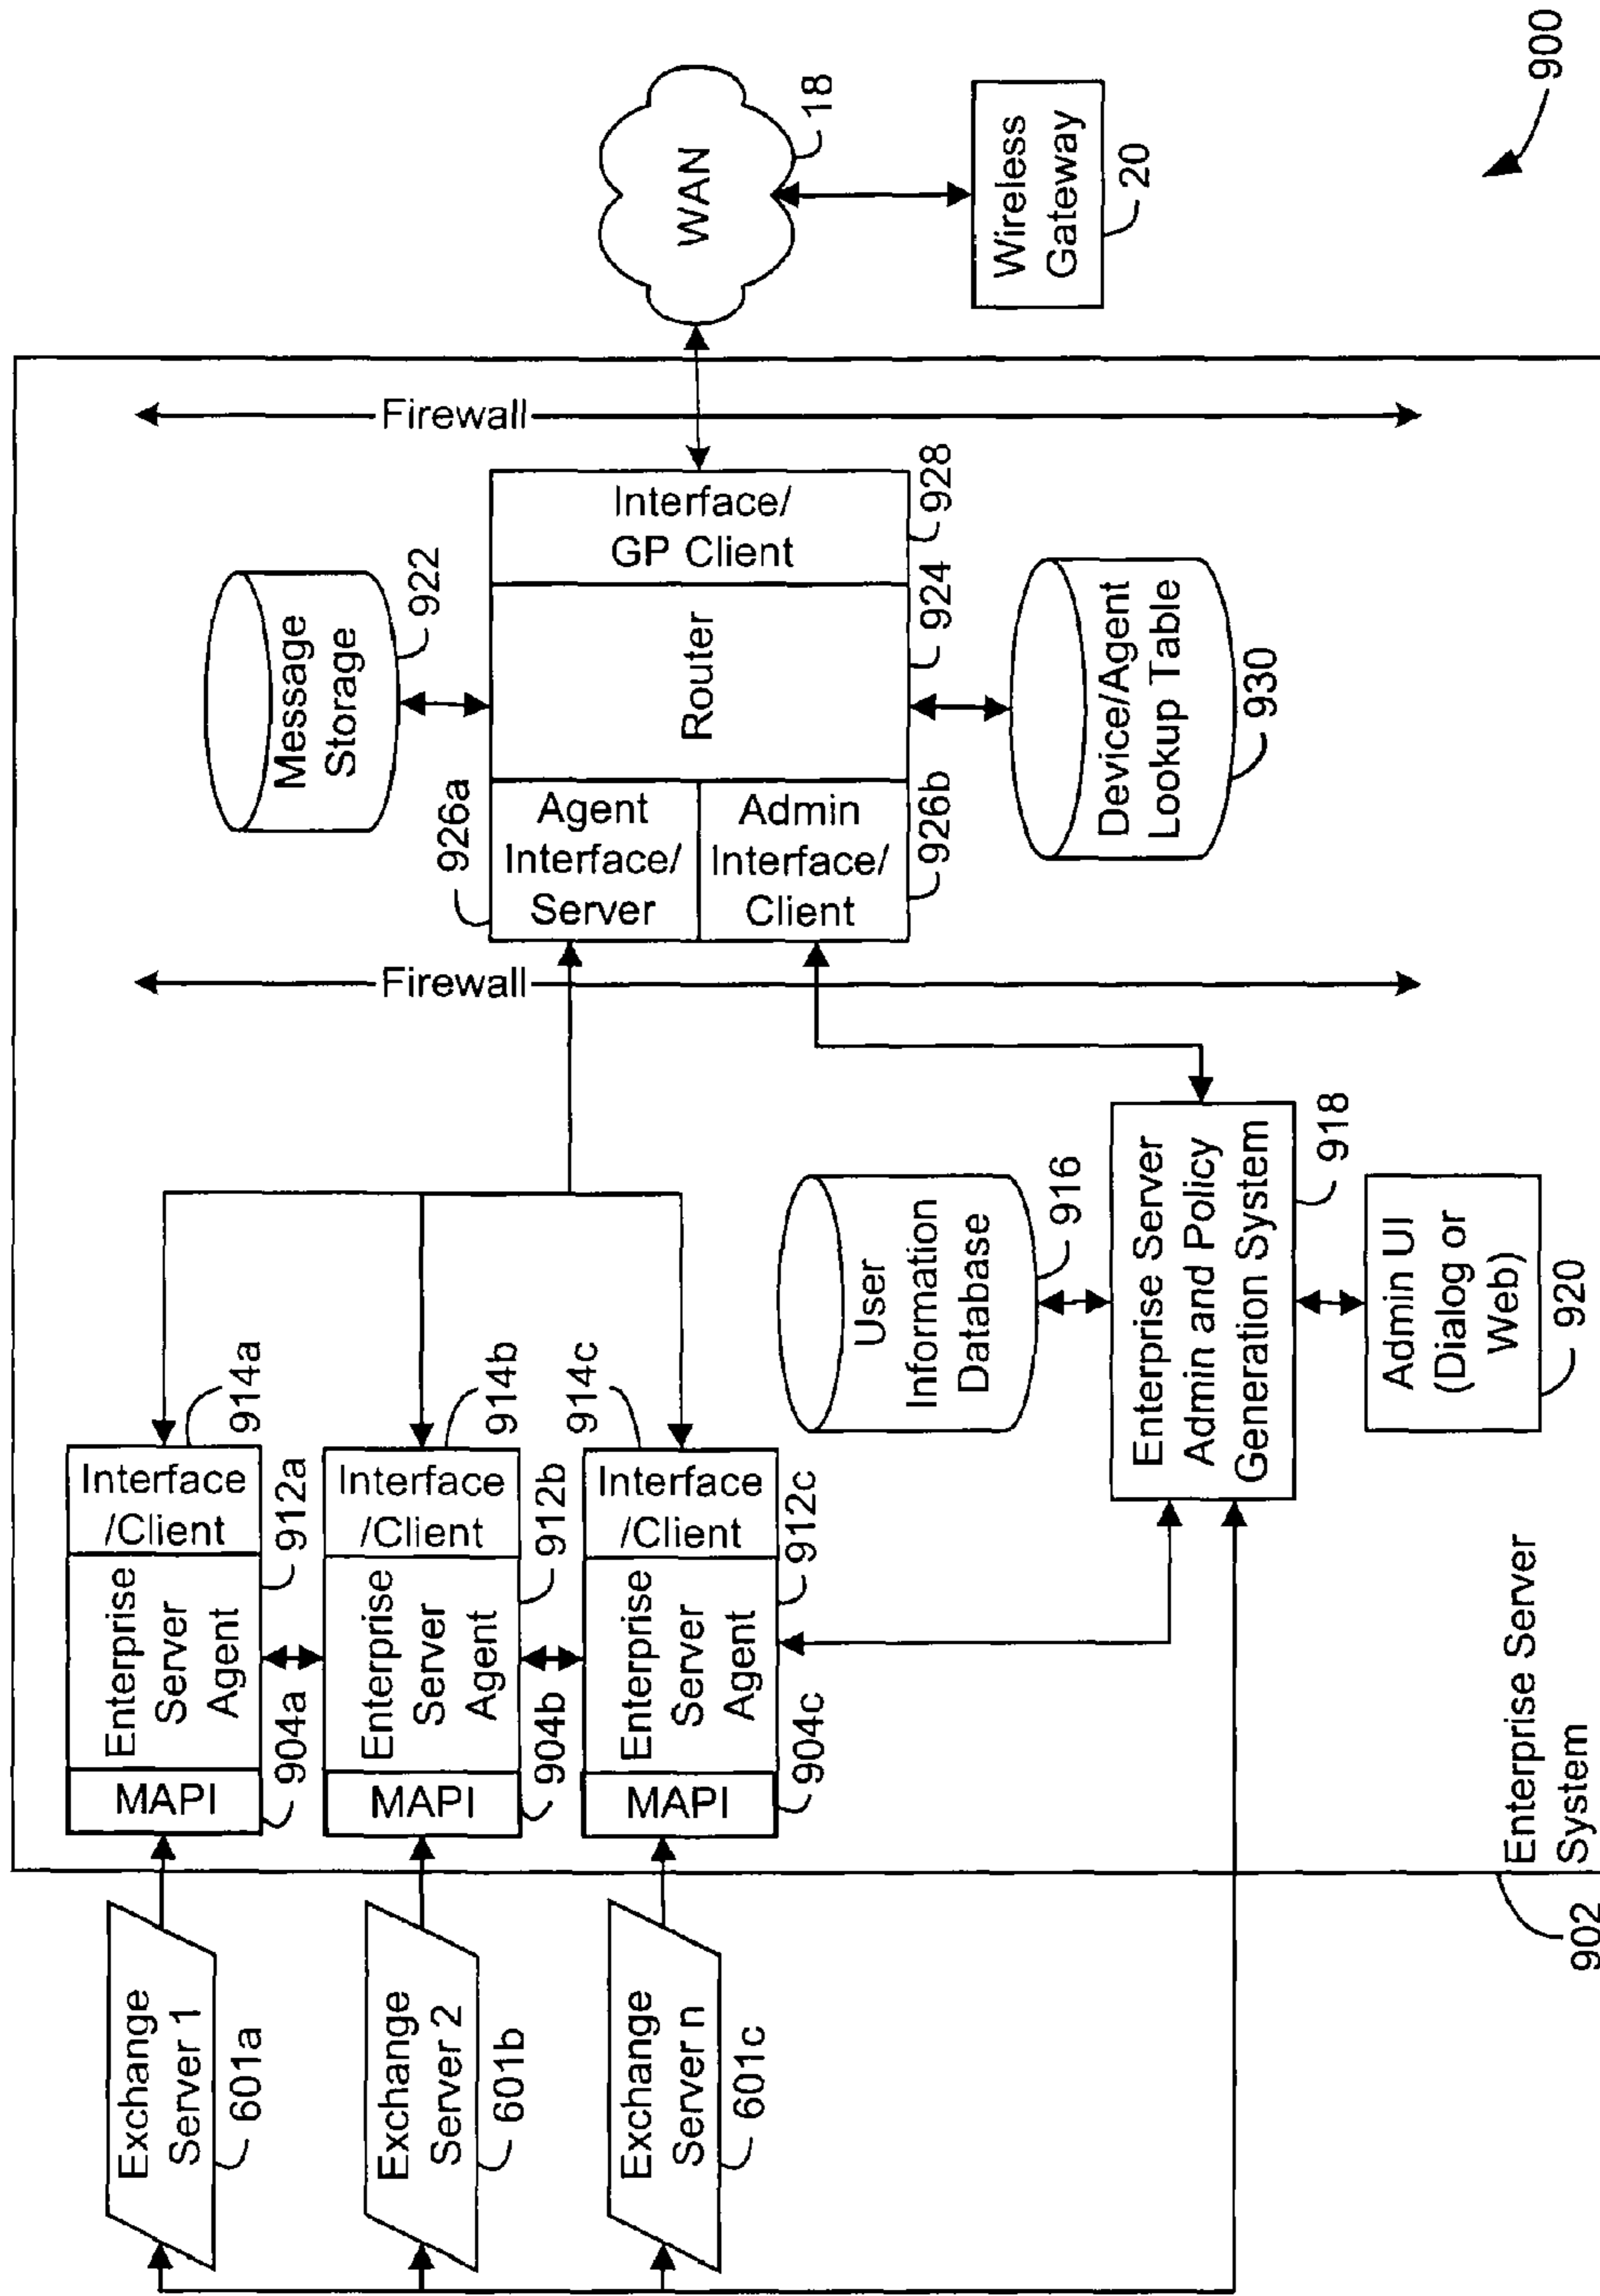 Exchange
Server 1
601a
Exchange
Server 2
601b
Exchange
Server n
601c
902
Enterprise Server
System
MAPI
904a
Enterprise
Server
Agent
912a
Interface
/Client
914a
MAPI
904b
Enterprise
Server
Agent
912b
Interface
/Client
914b
MAPI
904c
Enterprise
Server
Agent
912c
Interface
/Client
914c
User
Information
Database
916
Enterprise Server
Admin and Policy
Generation System
918
Admin UI
(Dialog or
Web)
920
Firewall
926a
Agent
Interface/
Server
Admin
Interface/
Client
926b
Message
Storage
922
Router
924
Interface/
GP Client
928
Device/Agent
Lookup Table
930
Firewall
WAN
18
Wireless
Gateway
20
900